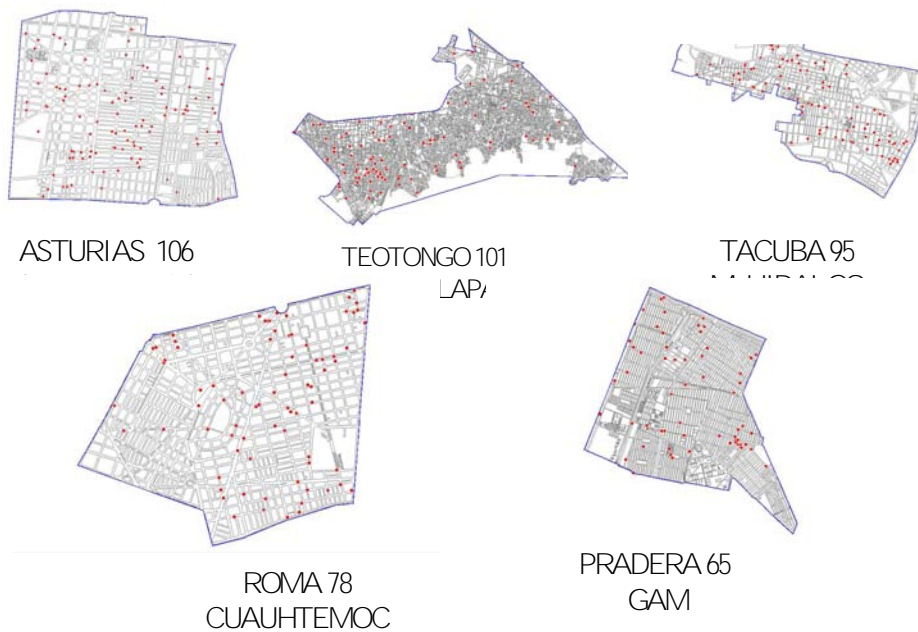 ASTURIAS 106
TEOTONGO 101
TACUBA 95
ROMA 78
CUAUHTEMOC
PRADERA 65
GAM